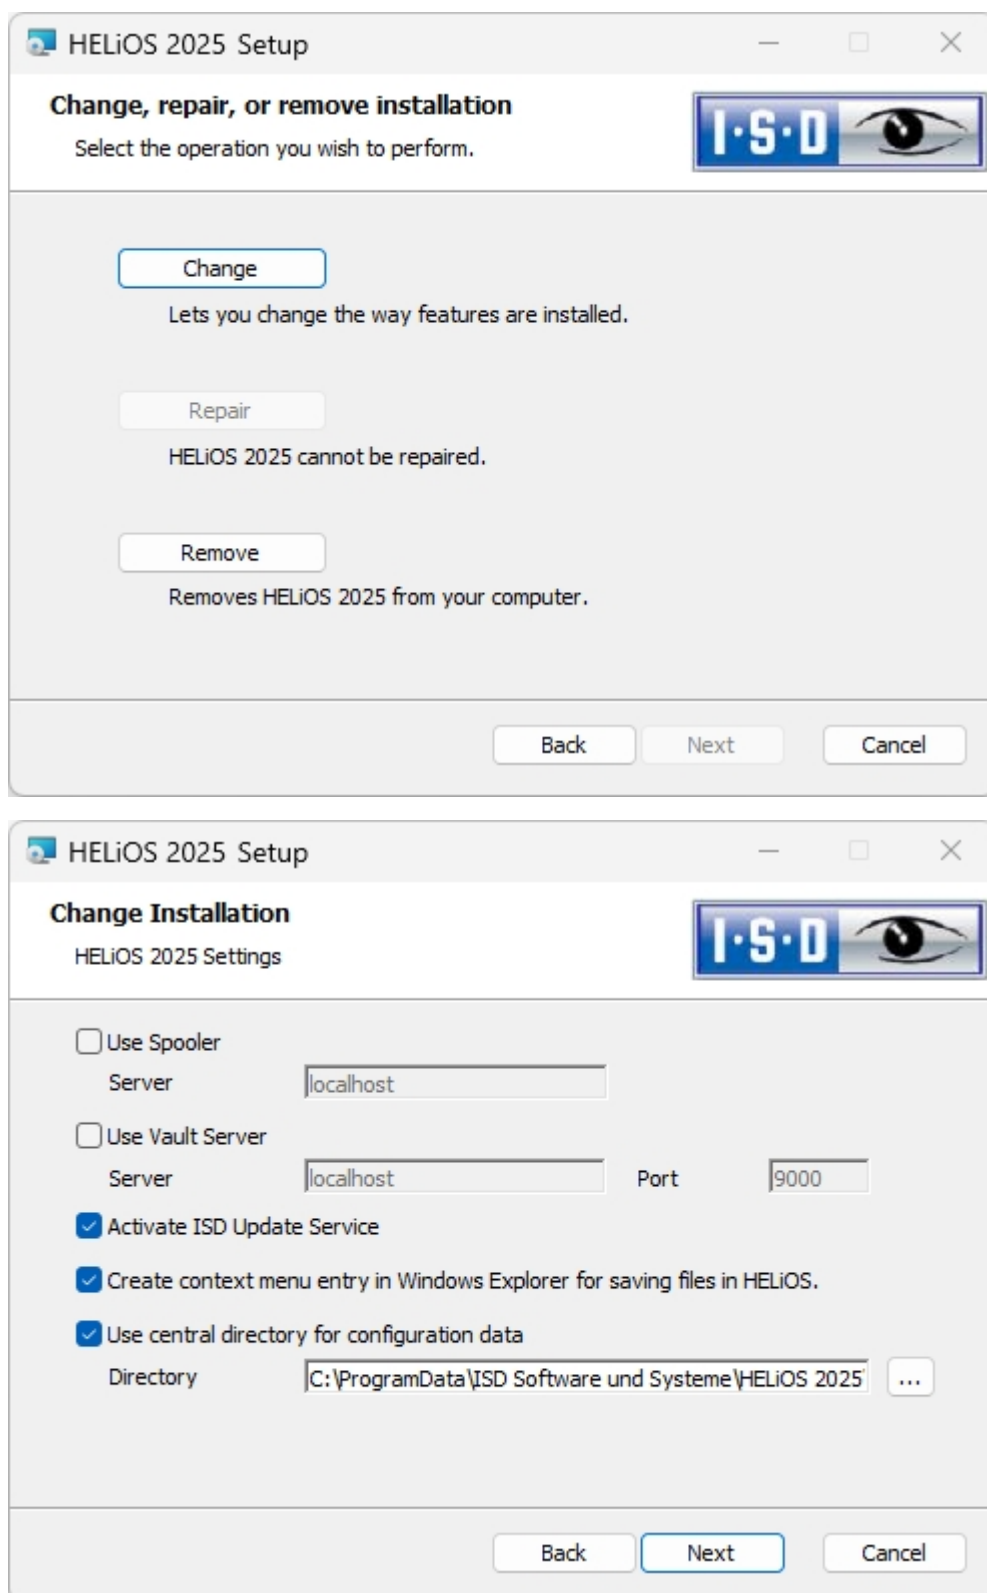 HELiOS 2025 Setup
Change, repair, or remove installation
Select the operation you wish to perform.
I·S·D
Change
Lets you change the way features are installed.
Repair
HELiOS 2025 cannot be repaired.
Remove
Removes HELiOS 2025 from your computer.
Back Next Cancel
HELiOS 2025 Setup
Change Installation
HELiOS 2025 Settings
I·S·D
Use Spooler
Server localhost
Use Vault Server
Server localhost Port 9000
Activate ISD Update Service
Create context menu entry in Windows Explorer for saving files in HELiOS.
Use central directory for configuration data
Directory C:\ProgramData\ISD Software und Systeme\HELiOS 2025 ...
Back Next Cancel